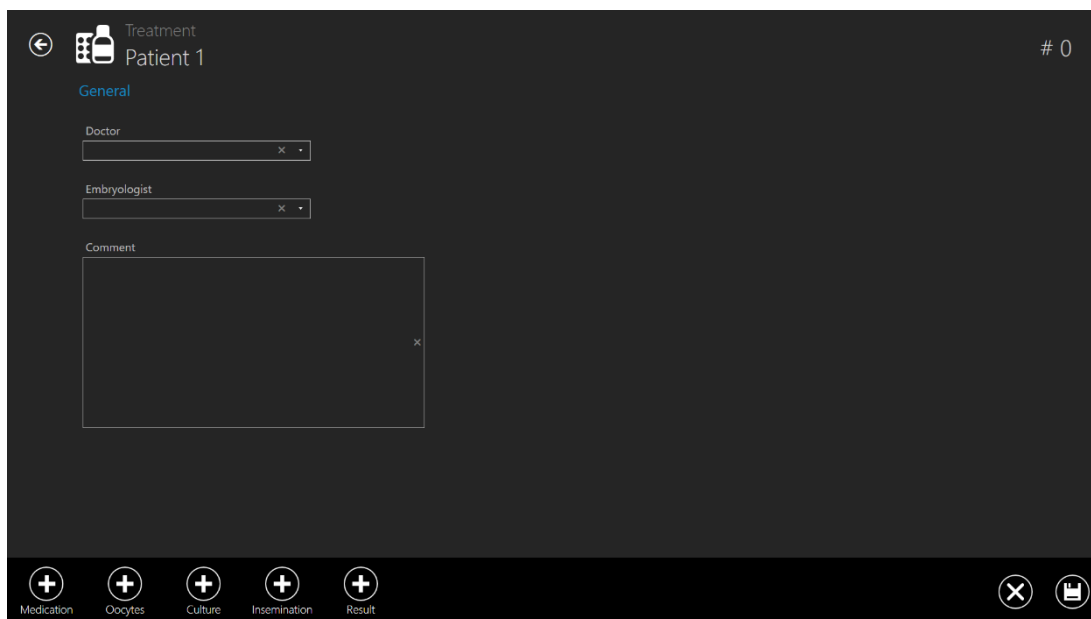 Treatment
Patient 1
# 0
General
Doctor
Embryologist
Comment
Medication
Oocytes
Culture
Insemination
Result